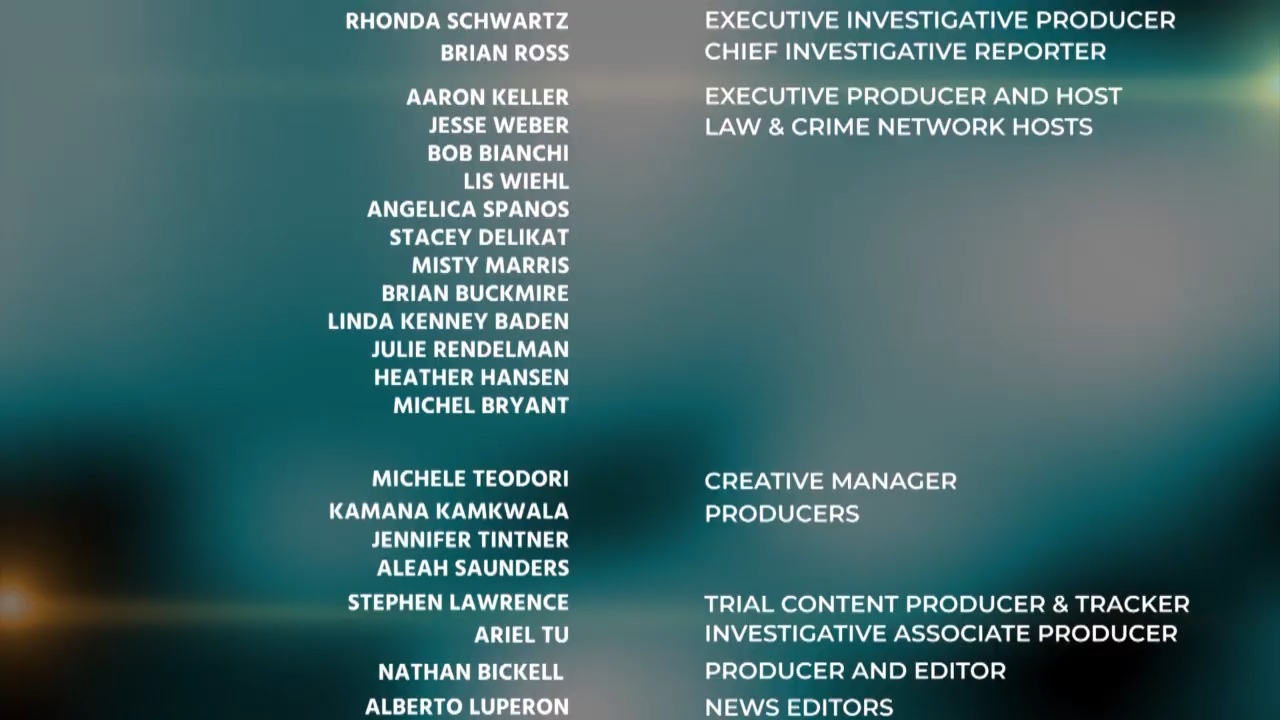 RHONDA SCHWARTZ EXECUTIVE INVESTIGATIVE PRODUCER
BRIAN ROSS CHIEF INVESTIGATIVE REPORTER
AARON KELLER EXECUTIVE PRODUCER AND HOST
JESSE WEBER LAW & CRIME NETWORK HOSTS
BOB BIANCHI
LIS WIEHL
ANGELICA SPANOS
STACEY DELIKAT
MISTY MARRIS
BRIAN BUCKMIRE
LINDA KENNEY BADEN
JULIE RENDELMAN
HEATHER HANSEN
MICHEL BRYANT
MICHELE TEODORI CREATIVE MANAGER
KAMANA KAMKWALA PRODUCERS
JENNIFER TINTNER
ALEAH SAUNDERS
STEPHEN LAWRENCE TRIAL CONTENT PRODUCER & TRACKER
ARIEL TU INVESTIGATIVE ASSOCIATE PRODUCER
NATHAN BICKELL PRODUCER AND EDITOR
ALBERTO LUPERON NEWS EDITORS